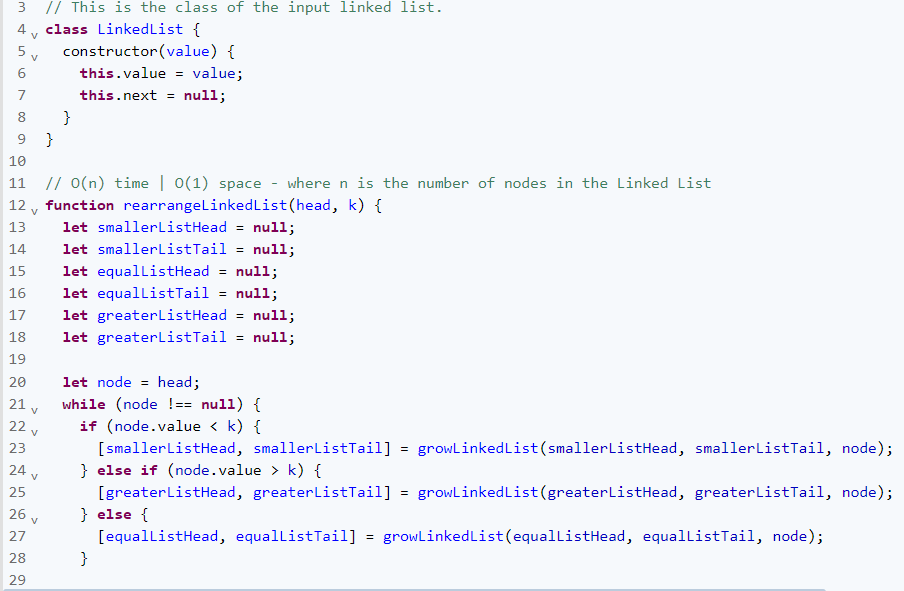 3 // This is the class of the input linked list.
4 v class LinkedList {
5 v constructor(value) {
6 this.value = value;
7 this.next = null;
8 }
9 }
10
11 // O(n) time | O(1) space - where n is the number of nodes in the Linked List
12 v function rearrangeLinkedList(head, k) {
13 let smallerListHead = null;
14 let smallerListTail = null;
15 let equalListHead = null;
16 let equalListTail = null;
17 let greaterListHead = null;
18 let greaterListTail = null;
19
20 let node = head;
21 v while (node !== null) {
22 v if (node.value < k) {
23 [smallerListHead, smallerListTail] = growLinkedList(smallerListHead, smallerListTail, node);
24 v } else if (node.value > k) {
25 [greaterListHead, greaterListTail] = growLinkedList(greaterListHead, greaterListTail, node);
26 v } else {
27 [equalListHead, equalListTail] = growLinkedList(equalListHead, equalListTail, node);
28 }
29